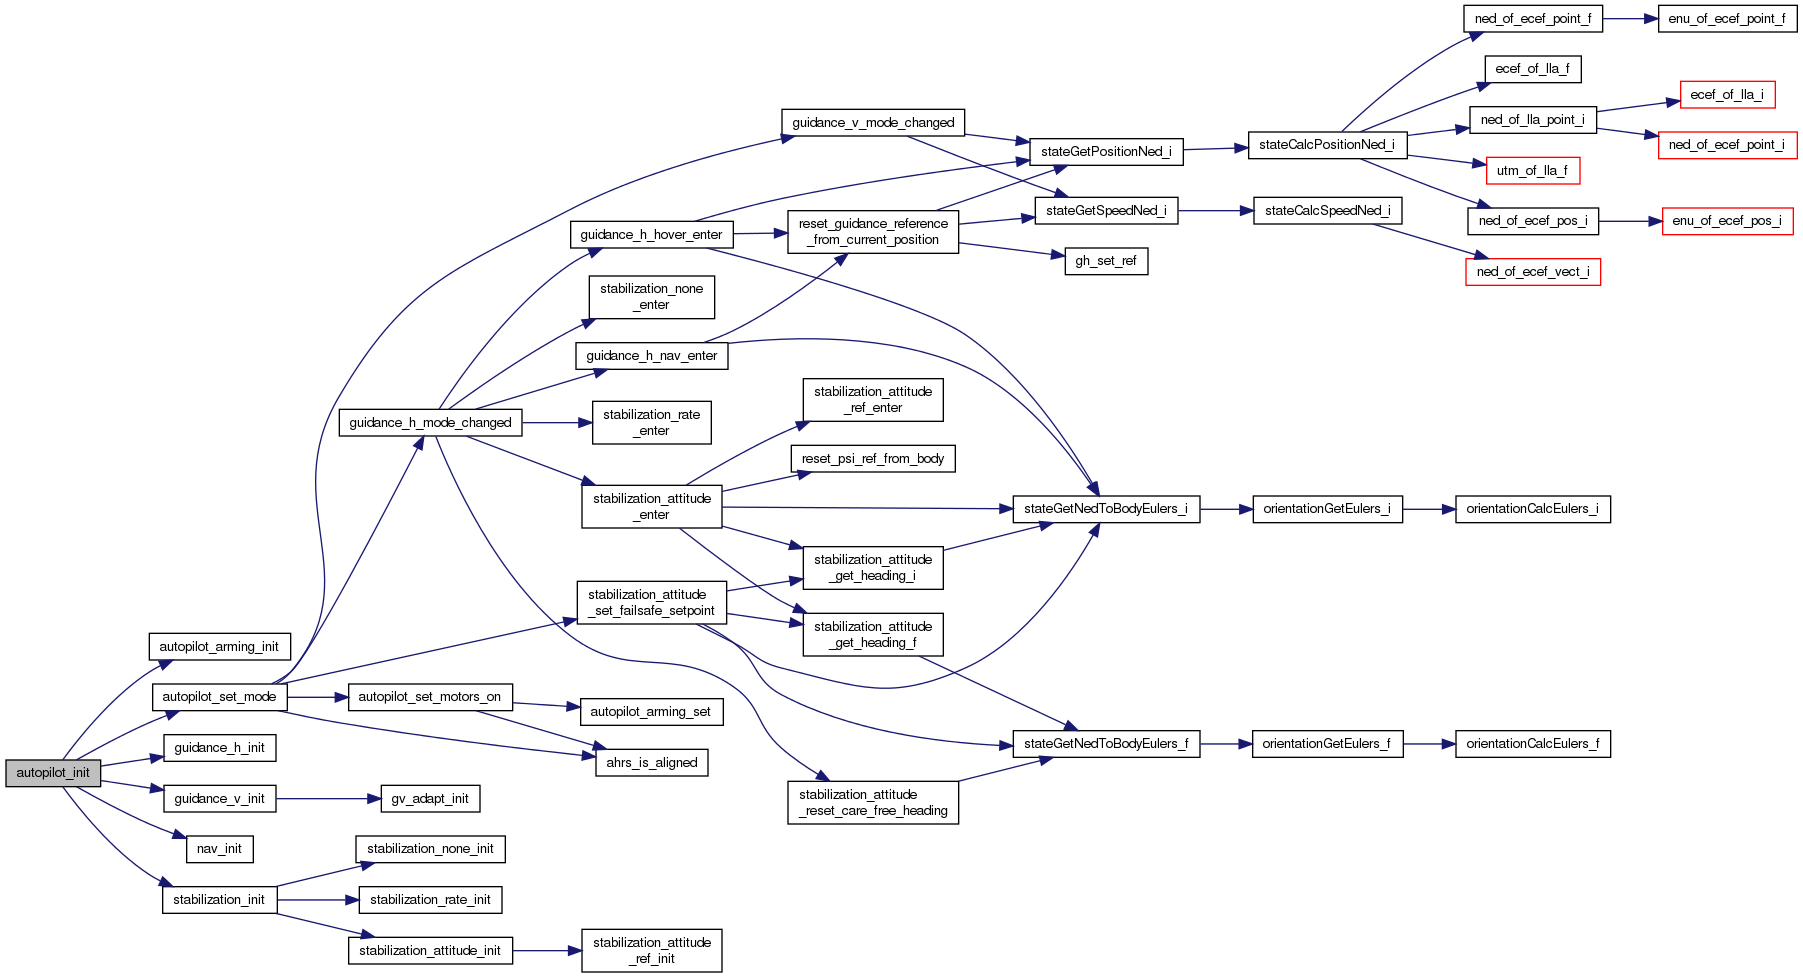 autopilot_init
autopilot_arming_init
autopilot_set_mode
guidance_h_init
guidance_v_init
nav_init
stabilization_init
guidance_h_mode_changed
autopilot_set_motors_on
gv_adapt_init
stabilization_none_init
stabilization_rate_init
stabilization_attitude_init
guidance_h_hover_enter
stabilization_none
_enter
guidance_h_nav_enter
stabilization_rate
_enter
stabilization_attitude
_enter
stabilization_attitude
_set_failsafe_setpoint
autopilot_arming_set
ahrs_is_aligned
stabilization_attitude
_ref_init
guidance_v_mode_changed
reset_guidance_reference
_from_current_position
stabilization_attitude
_ref_enter
reset_psi_ref_from_body
stabilization_attitude
_get_heading_i
stabilization_attitude
_get_heading_f
stabilization_attitude
_reset_care_free_heading
stateGetPositionNed_i
stateGetSpeedNed_i
gh_set_ref
stateGetNedToBodyEulers_i
stateGetNedToBodyEulers_f
stateCalcPositionNed_i
stateCalcSpeedNed_i
orientationGetEulers_i
orientationGetEulers_f
ned_of_ecef_point_f
ecef_of_lla_f
ned_of_lla_point_i
utm_of_lla_f
ned_of_ecef_pos_i
ned_of_ecef_vect_i
orientationCalcEulers_i
orientationCalcEulers_f
enu_of_ecef_point_f
ecef_of_lla_i
ned_of_ecef_point_i
enu_of_ecef_pos_i